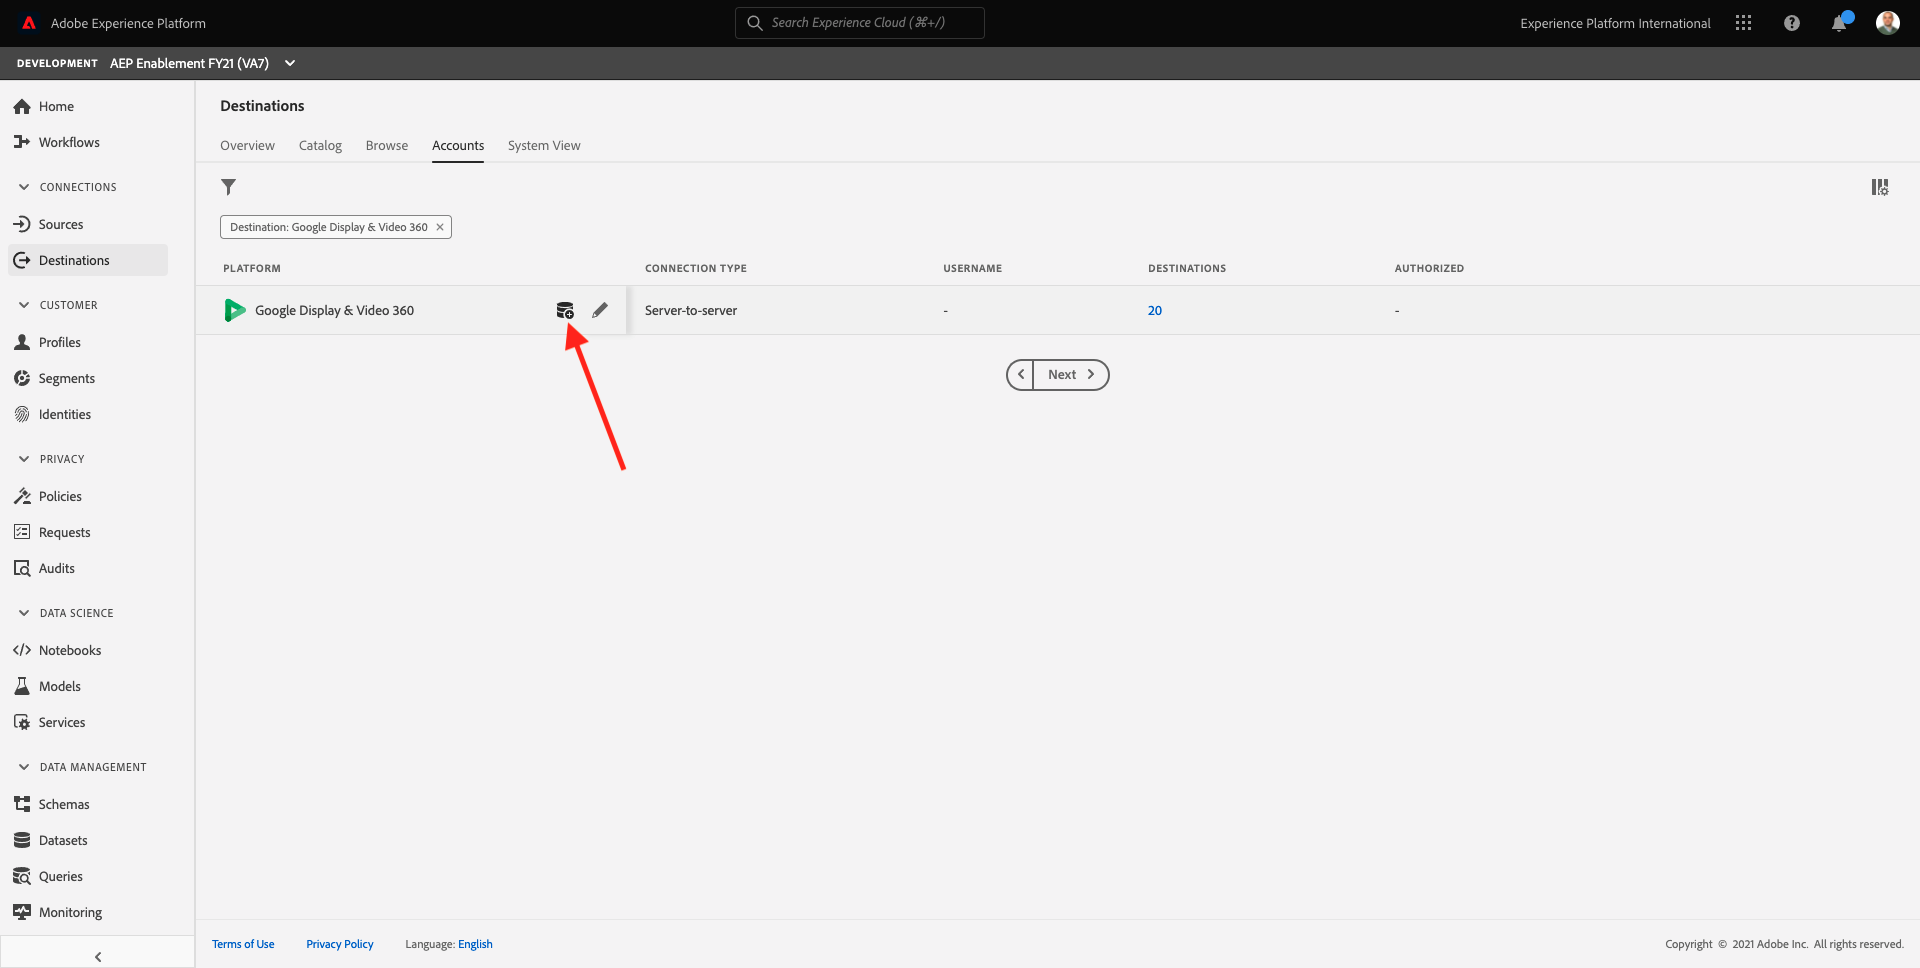 Adobe Experience Platform
Search Experience Cloud (⌘+/)
Experience Platform International
DEVELOPMENT AEP Enablement FY21 (VA7)
Home
Workflows
CONNECTIONS
Sources
Destinations
CUSTOMER
Profiles
Segments
Identities
PRIVACY
Policies
Requests
Audits
DATA SCIENCE
Notebooks
Models
Services
DATA MANAGEMENT
Schemas
Datasets
Queries
Monitoring
Destinations
Overview Catalog Browse Accounts System View
Destination: Google Display & Video 360
PLATFORM CONNECTION TYPE USERNAME DESTINATIONS AUTHORIZED
Google Display & Video 360 Server-to-server - 20 -
Next
Terms of Use Privacy Policy Language: English
Copyright © 2021 Adobe Inc. All rights reserved.